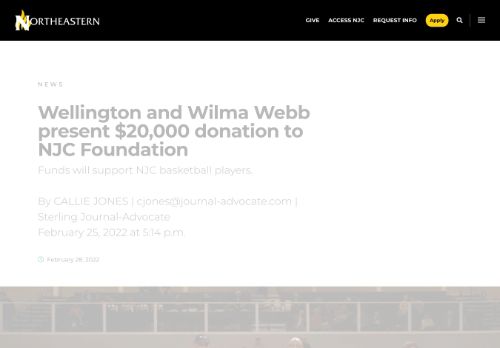 NORTHEASTERN
GIVE ACCESS NJC REQUEST INFO Apply
NEWS
Wellington and Wilma Webb
present $20,000 donation to
NJC Foundation
Funds will support NJC basketball players.
By CALLIE JONES | cjones@journal-advocate.com |
Sterling Journal-Advocate
February 25, 2022 at 5:14 p.m.
February 28, 2022